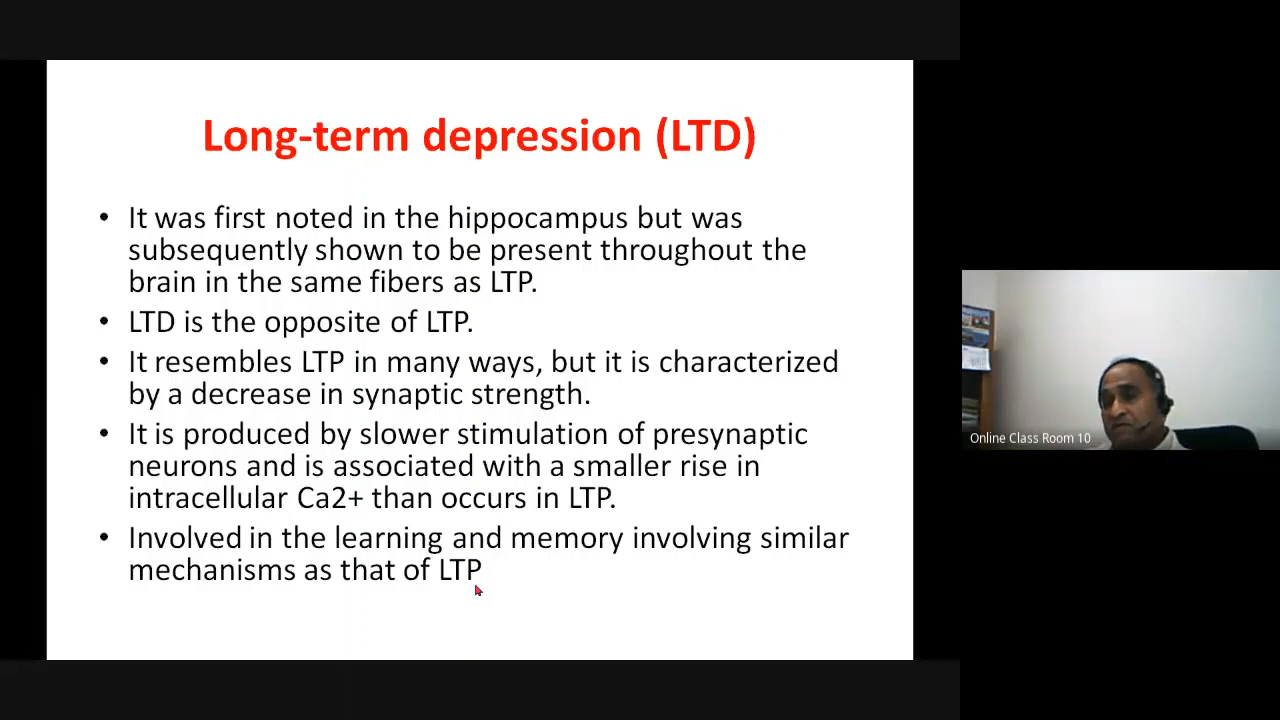 Long-term depression (LTD)
• It was first noted in the hippocampus but was
subsequently shown to be present throughout the
brain in the same fibers as LTP.
• LTD is the opposite of LTP.
• It resembles LTP in many ways, but it is characterized
by a decrease in synaptic strength.
• It is produced by slower stimulation of presynaptic
neurons and is associated with a smaller rise in
intracellular Ca2+ than occurs in LTP.
• Involved in the learning and memory involving similar
mechanisms as that of LTP
Online Class Room 10